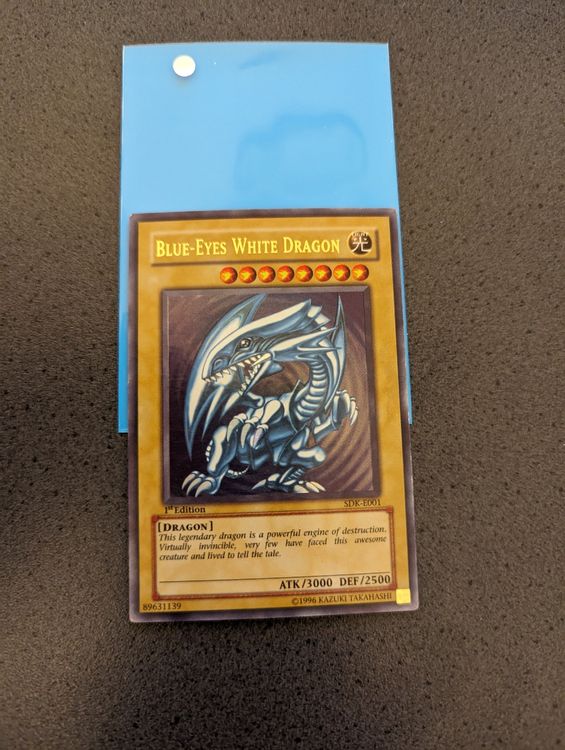 BLUE-EYES WHITE DRAGON
光
1st Edition
SDK-E001
[DRAGON]
This legendary dragon is a powerful engine of destruction.
Virtually invincible, very few have faced this awesome
creature and lived to tell the tale.
ATK/3000 DEF/2500
89631139
©1996 KAZUKI TAKAHASHI